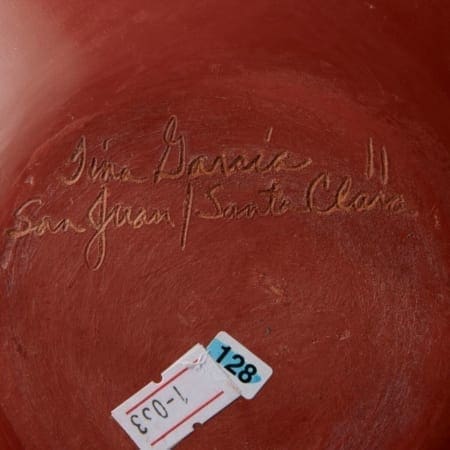 Tina Garcia 11
San Juan / Santa Clara
128
1-033